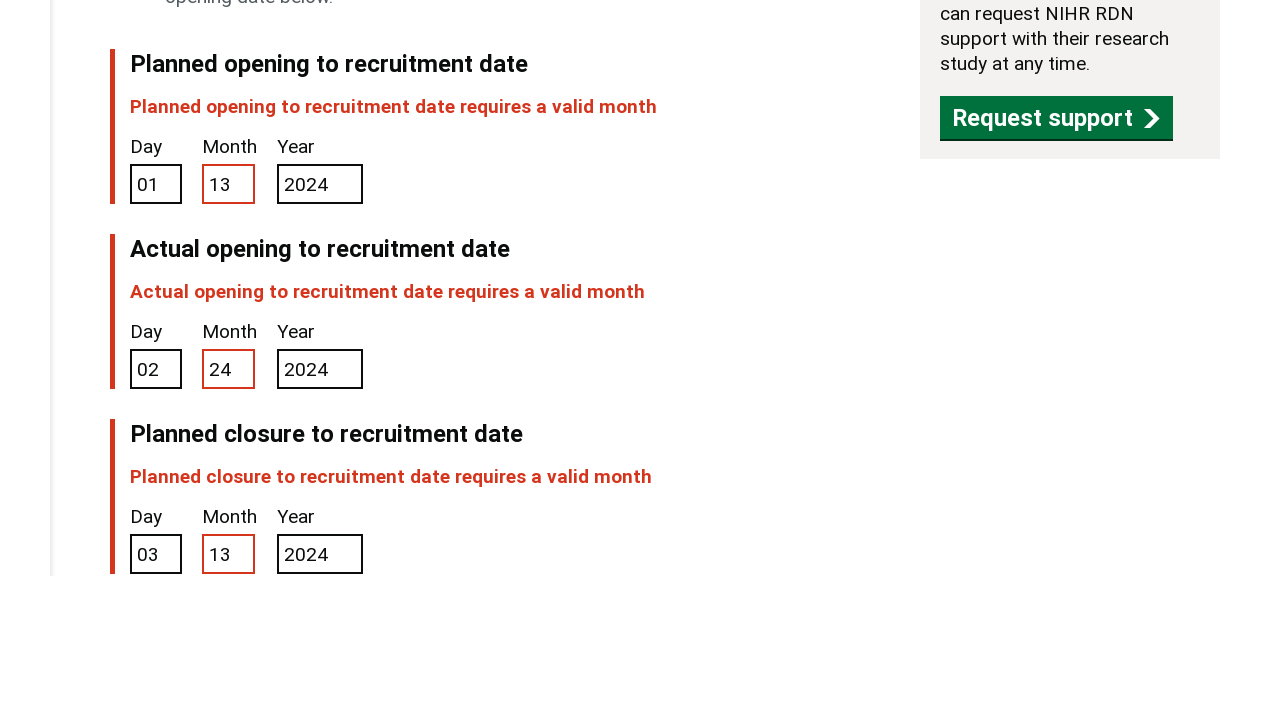 opening date below.
Planned opening to recruitment date
Planned opening to recruitment date requires a valid month
Day Month Year
01 13 2024
Actual opening to recruitment date
Actual opening to recruitment date requires a valid month
Day Month Year
02 24 2024
Planned closure to recruitment date
Planned closure to recruitment date requires a valid month
Day Month Year
03 13 2024
can request NIHR RDN
support with their research
study at any time.
Request support